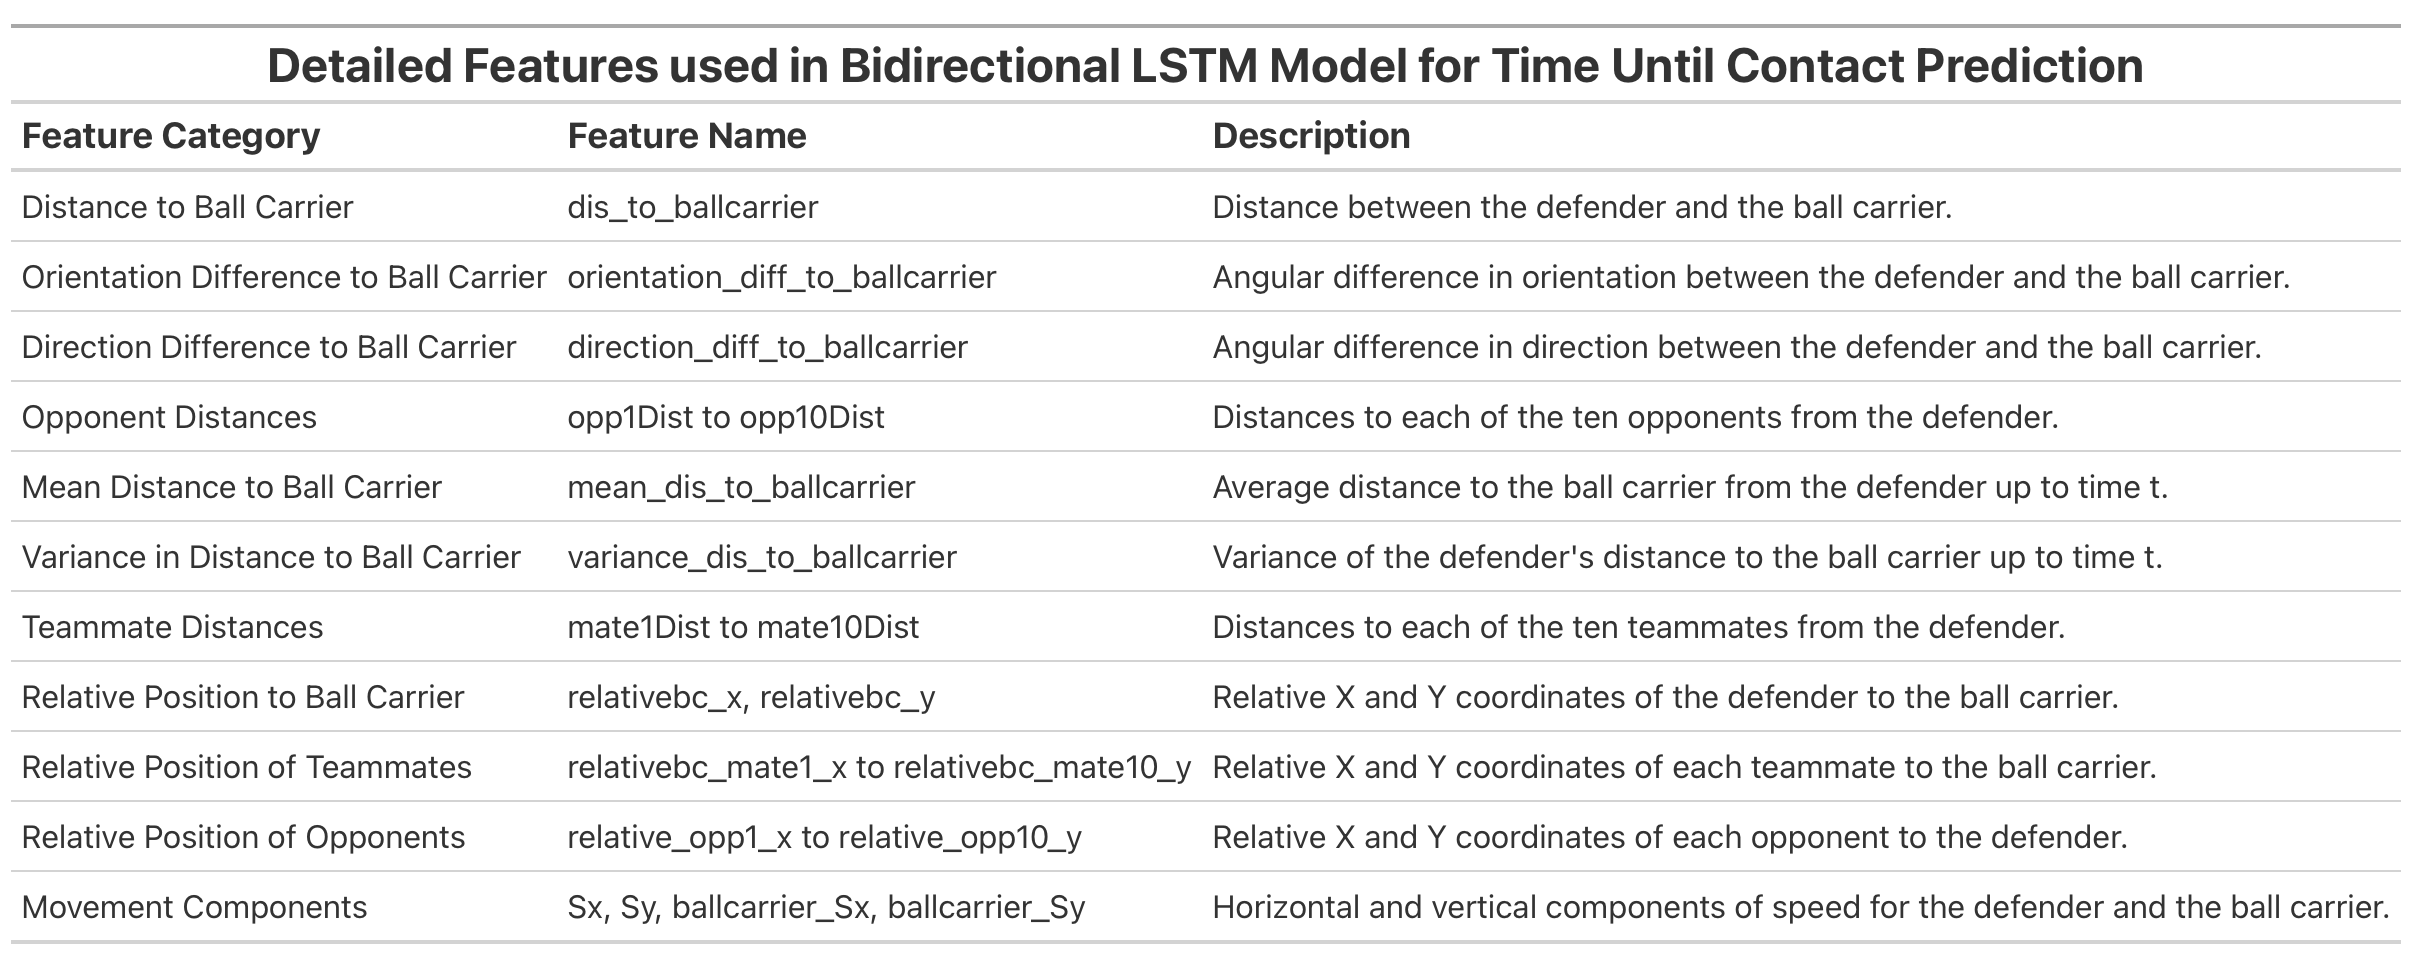 Detailed Features used in Bidirectional LSTM Model for Time Until Contact Prediction
Feature Category Feature Name Description
Distance to Ball Carrier dis_to_ballcarrier Distance between the defender and the ball carrier.
Orientation Difference to Ball Carrier orientation_diff_to_ballcarrier Angular difference in orientation between the defender and the ball carrier.
Direction Difference to Ball Carrier direction_diff_to_ballcarrier Angular difference in direction between the defender and the ball carrier.
Opponent Distances opp1Dist to opp10Dist Distances to each of the ten opponents from the defender.
Mean Distance to Ball Carrier mean_dis_to_ballcarrier Average distance to the ball carrier from the defender up to time t.
Variance in Distance to Ball Carrier variance_dis_to_ballcarrier Variance of the defender's distance to the ball carrier up to time t.
Teammate Distances mate1Dist to mate10Dist Distances to each of the ten teammates from the defender.
Relative Position to Ball Carrier relativebc_x, relativebc_y Relative X and Y coordinates of the defender to the ball carrier.
Relative Position of Teammates relativebc_mate1_x to relativebc_mate10_y Relative X and Y coordinates of each teammate to the ball carrier.
Relative Position of Opponents relative_opp1_x to relative_opp10_y Relative X and Y coordinates of each opponent to the defender.
Movement Components Sx, Sy, ballcarrier_Sx, ballcarrier_Sy Horizontal and vertical components of speed for the defender and the ball carrier.